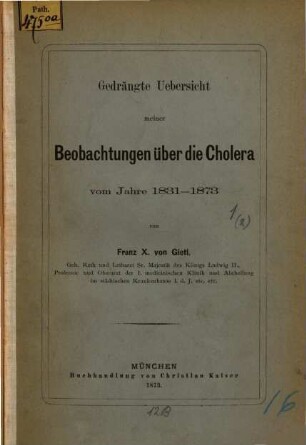 Path.
4790a
Gedrängte Uebersicht
meiner
Beobachtungen über die Cholera
vom Jahre 1831—1873
von
Franz X. von Gietl,
Geh. Rath und Leibarzt Sr. Majestät des Königs Ludwig II.,
Professor und Oberarzt der I. medizinischen Klinik und Abtheilung
im städtischen Krankenhause l. d. J. etc. etc.
MÜNCHEN
Buchhandlung von Christian Kaiser
1873.